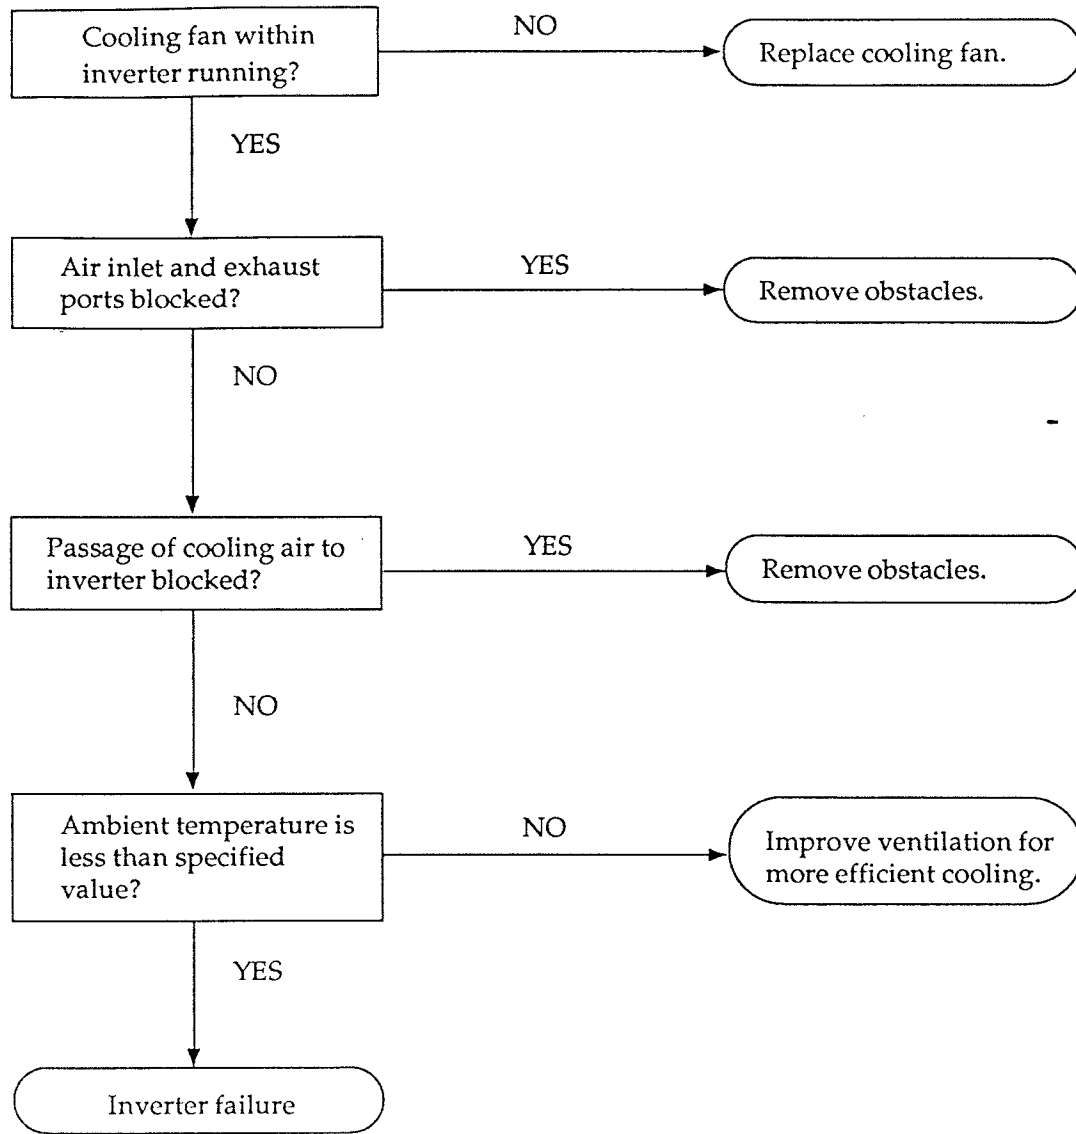 Cooling fan within
inverter running?
NO
Replace cooling fan.
YES
Air inlet and exhaust
ports blocked?
YES
Remove obstacles.
NO
Passage of cooling air to
inverter blocked?
YES
Remove obstacles.
NO
Ambient temperature is
less than specified
value?
NO
Improve ventilation for
more efficient cooling.
YES
Inverter failure